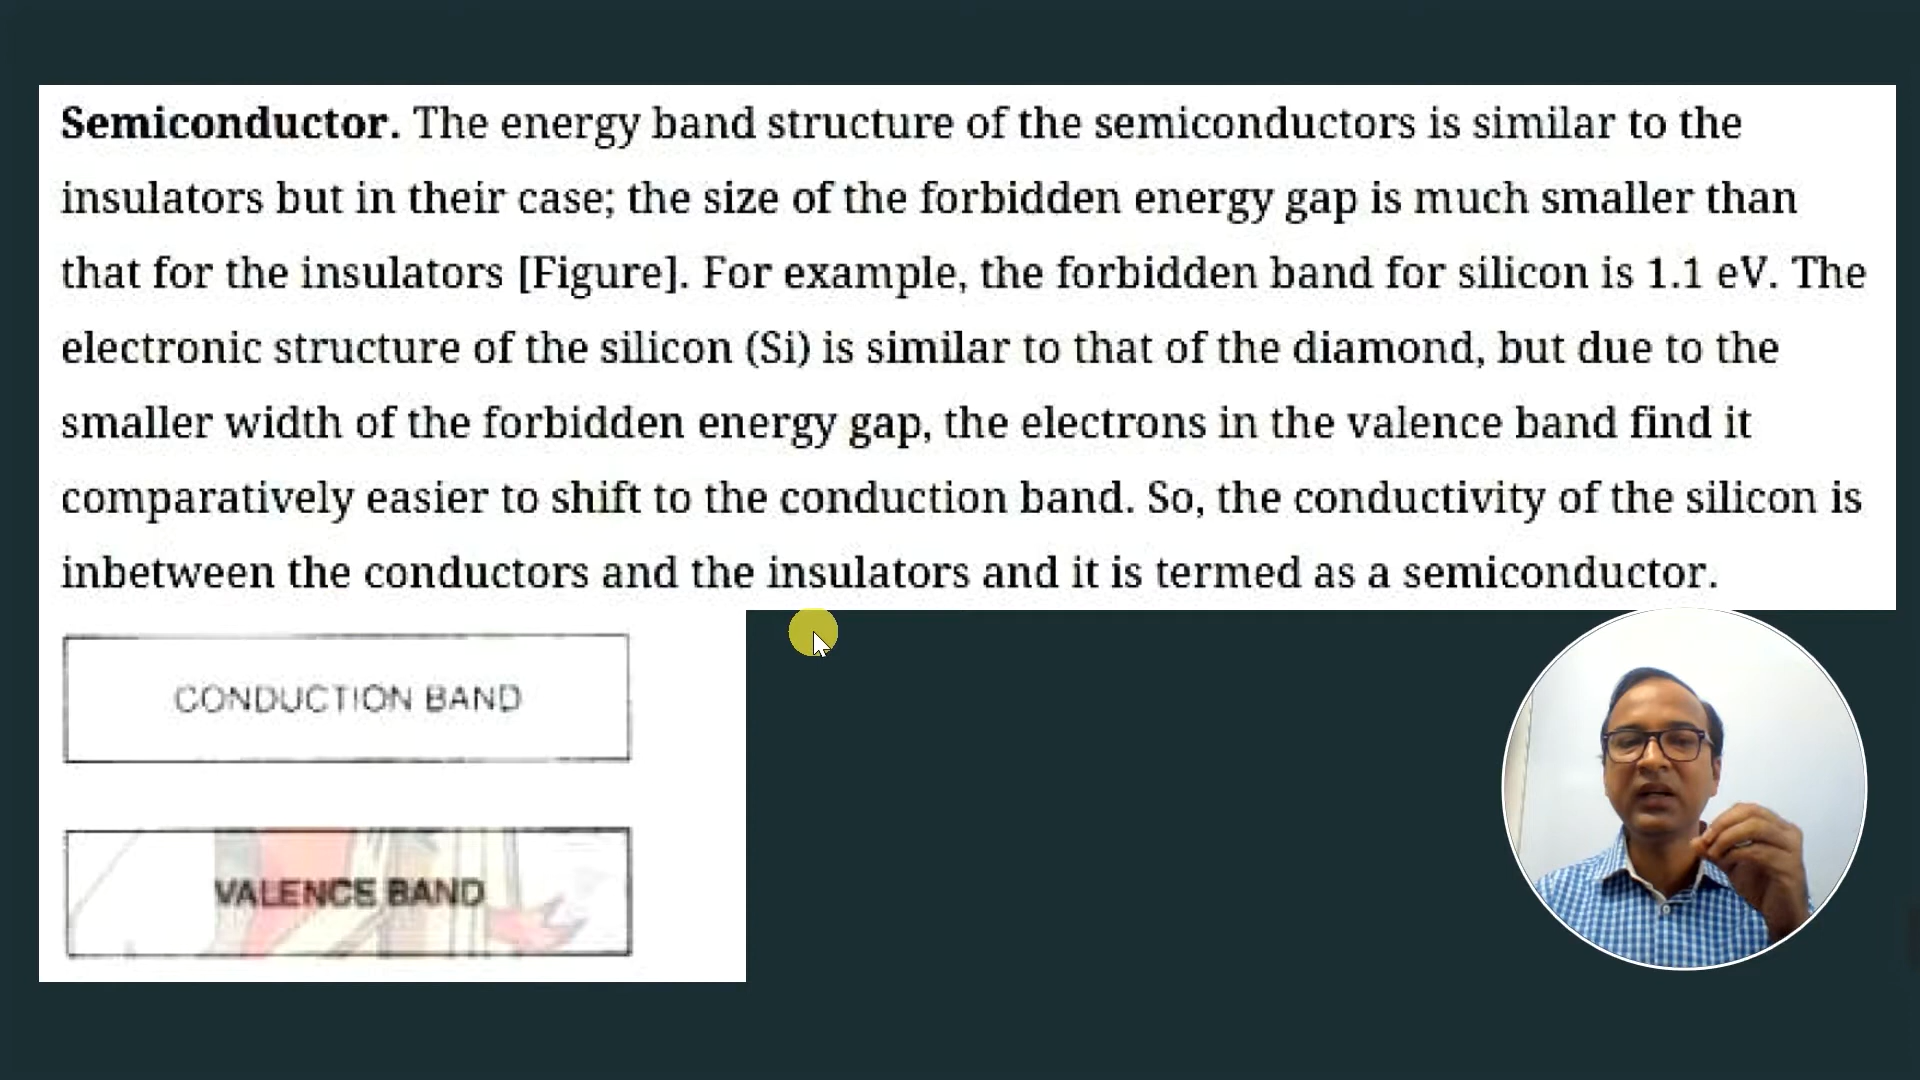 Semiconductor. The energy band structure of the semiconductors is similar to the
insulators but in their case; the size of the forbidden energy gap is much smaller than
that for the insulators [Figure]. For example, the forbidden band for silicon is 1.1 eV. The
electronic structure of the silicon (Si) is similar to that of the diamond, but due to the
smaller width of the forbidden energy gap, the electrons in the valence band find it
comparatively easier to shift to the conduction band. So, the conductivity of the silicon is
inbetween the conductors and the insulators and it is termed as a semiconductor.
CONDUCTION BAND
VALENCE BAND